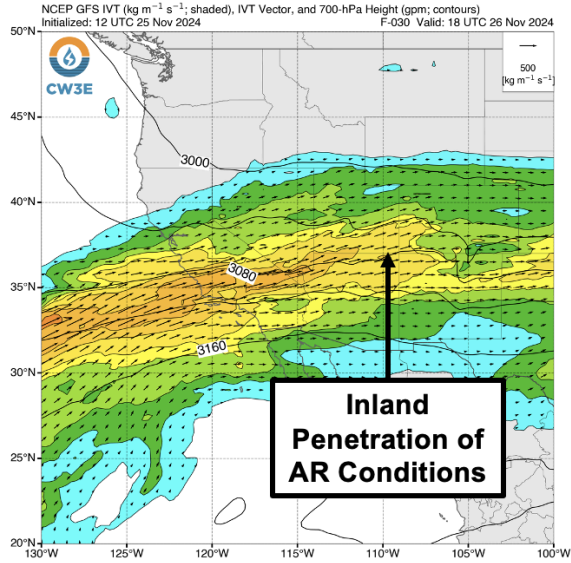 NCEP GFS IVT (kg m⁻¹ s⁻¹; shaded), IVT Vector, and 700-hPa Height (gpm; contours)
Initialized: 12 UTC 25 Nov 2024 F-030 Valid: 18 UTC 26 Nov 2024
50°N
CW3E
500
[kg m⁻¹ s⁻¹]
45°N
3000
40°N
3080
35°N
3160
30°N
Inland
Penetration of
AR Conditions
25°N
20°N
130°W 125°W 120°W 115°W 110°W 105°W 100°W